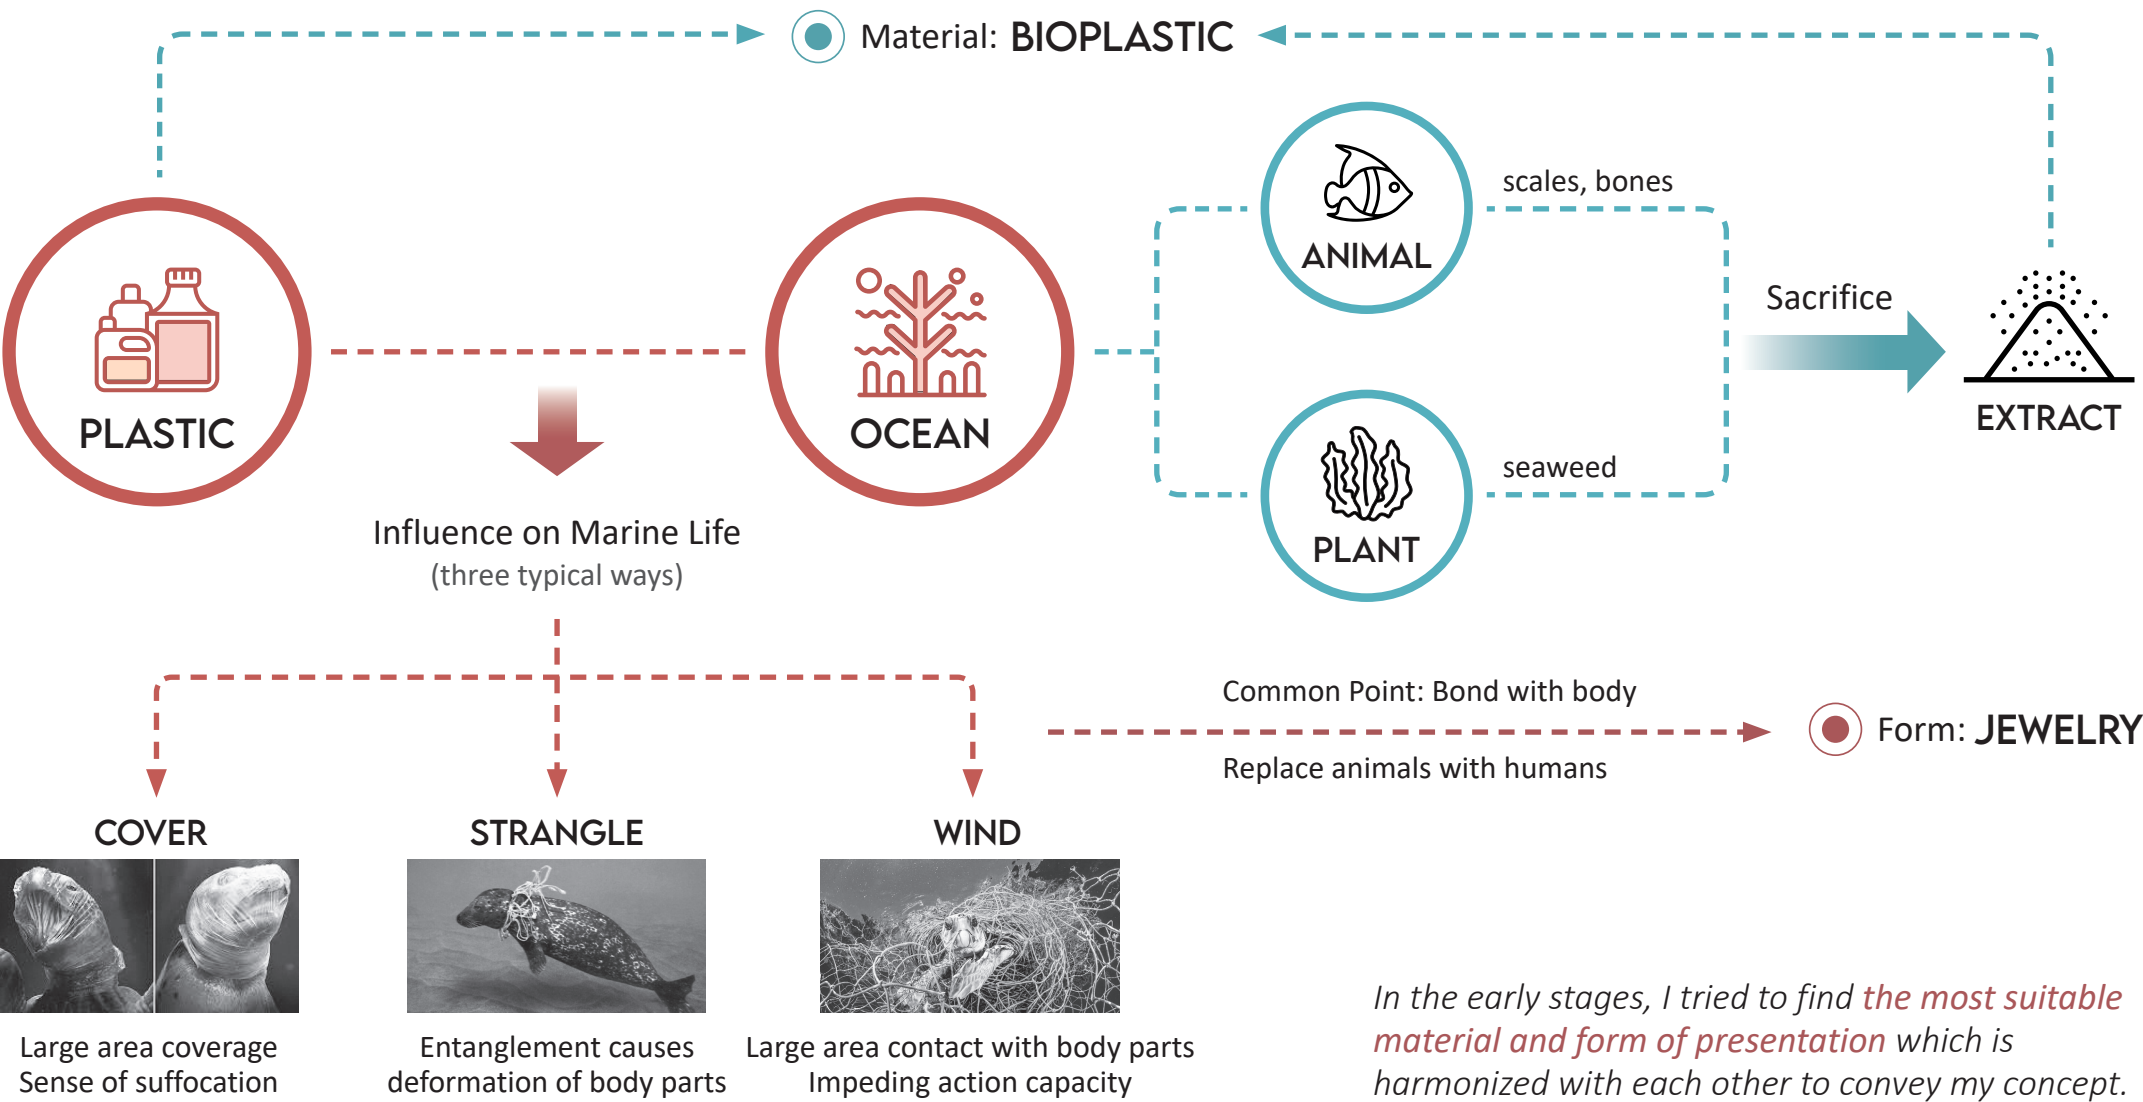 Material: BIOPLASTIC
scales, bones
ANIMAL
Sacrifice
PLASTIC
OCEAN
EXTRACT
seaweed
PLANT
Influence on Marine Life
(three typical ways)
Common Point: Bond with body
Form: JEWELRY
Replace animals with humans
COVER
STRANGLE
WIND
Large area coverage
Sense of suffocation
Entanglement causes
deformation of body parts
Large area contact with body parts
Impeding action capacity
In the early stages, I tried to find the most suitable
material and form of presentation which is
harmonized with each other to convey my concept.